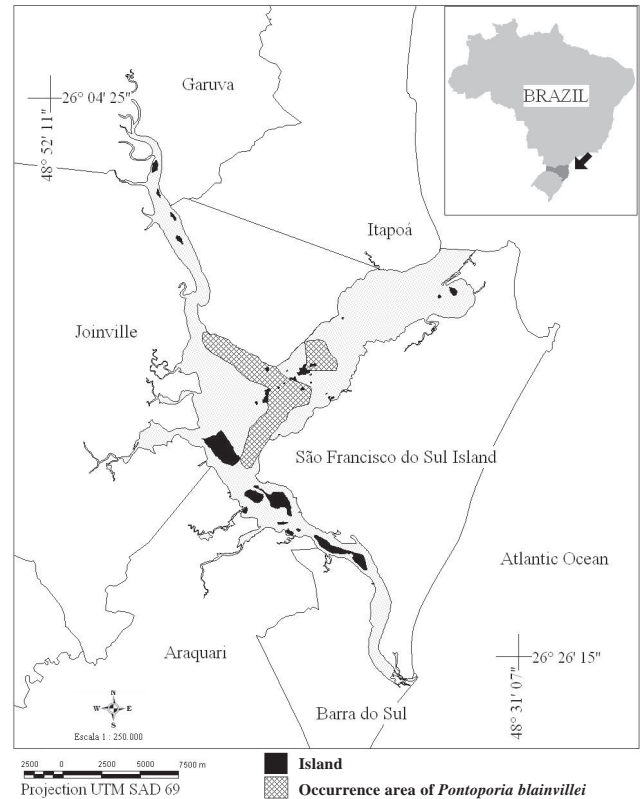 Garuva
BRAZIL
26° 04' 25"
48° 52' 11"
Itapoá
Joinville
São Francisco do Sul Island
Atlantic Ocean
Araquari
26° 26' 15"
48° 31' 07"
Barra do Sul
N
W E
S
Escala 1 : 250.000
2500 0 2500 5000 7500 m
Projection UTM SAD 69
Island
Occurrence area of Pontoporia blainvillei